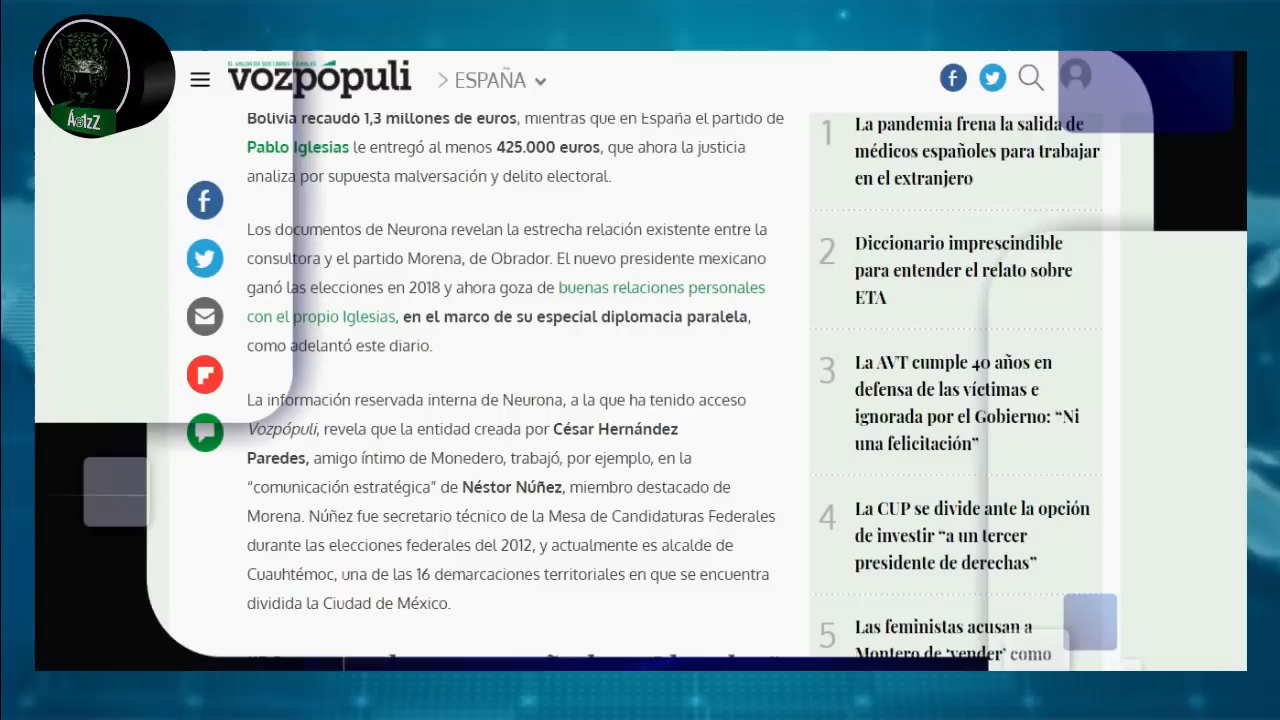 Áö1zZ
EL VALOR DE SER LIBRES Y FIABLES
vozpópuli
> ESPAÑA
Bolivia recaudó 1,3 millones de euros, mientras que en España el partido de
Pablo Iglesias le entregó al menos 425.000 euros, que ahora la justicia
analiza por supuesta malversación y delito electoral.
Los documentos de Neurona revelan la estrecha relación existente entre la
consultora y el partido Morena, de Obrador. El nuevo presidente mexicano
ganó las elecciones en 2018 y ahora goza de buenas relaciones personales
con el propio Iglesias, en el marco de su especial diplomacia paralela,
como adelantó este diario.
La información reservada interna de Neurona, a la que ha tenido acceso
Vozpópuli, revela que la entidad creada por César Hernández
Paredes, amigo íntimo de Monedero, trabajó, por ejemplo, en la
“comunicación estratégica” de Néstor Núñez, miembro destacado de
Morena. Núñez fue secretario técnico de la Mesa de Candidaturas Federales
durante las elecciones federales del 2012, y actualmente es alcalde de
Cuauhtémoc, una de las 16 demarcaciones territoriales en que se encuentra
dividida la Ciudad de México.
1
La pandemia frena la salida de
médicos españoles para trabajar
en el extranjero
2
Diccionario imprescindible
para entender el relato sobre
ETA
3
La AVT cumple 40 años en
defensa de las víctimas e
ignorada por el Gobierno: “Ni
una felicitación”
4
La CUP se divide ante la opción
de investir “a un tercer
presidente de derechas”
5
Las feministas acusan a
Montero de ‘vender’ como